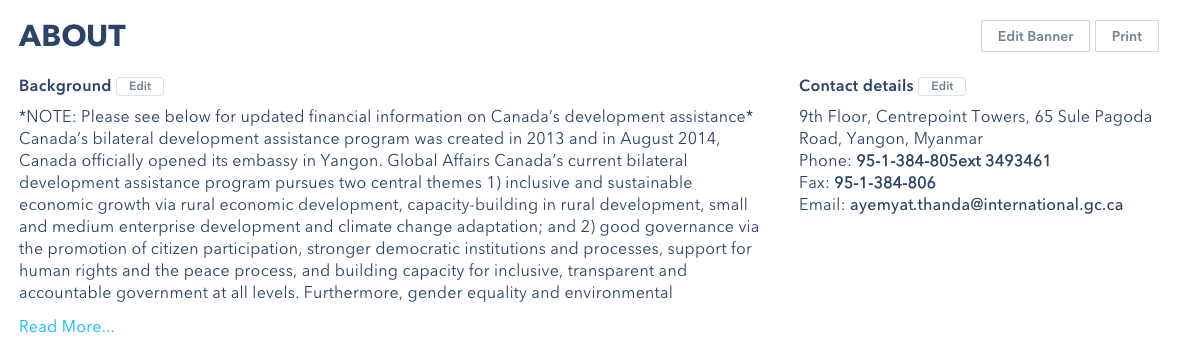 ABOUT
Edit Banner
Print
Background
Edit
*NOTE: Please see below for updated financial information on Canada's development assistance*
Canada's bilateral development assistance program was created in 2013 and in August 2014,
Canada officially opened its embassy in Yangon. Global Affairs Canada's current bilateral
development assistance program pursues two central themes 1) inclusive and sustainable
economic growth via rural economic development, capacity-building in rural development, small
and medium enterprise development and climate change adaptation; and 2) good governance via
the promotion of citizen participation, stronger democratic institutions and processes, support for
human rights and the peace process, and building capacity for inclusive, transparent and
accountable government at all levels. Furthermore, gender equality and environmental
Read More...
Contact details
Edit
9th Floor, Centrepoint Towers, 65 Sule Pagoda
Road, Yangon, Myanmar
Phone: 95-1-384-805ext 3493461
Fax: 95-1-384-806
Email: ayemyat.thanda@international.gc.ca